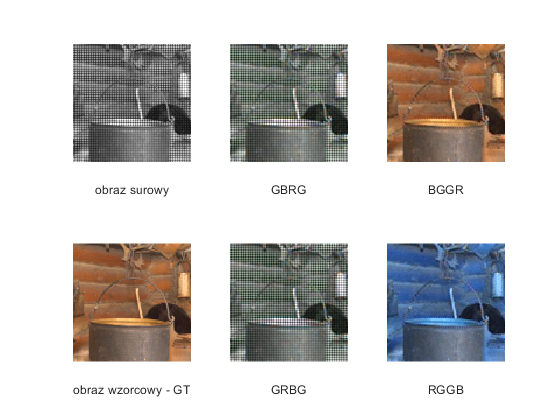 obraz surowy
GBRG
BGGR
obraz wzorcowy - GT
GRBG
RGGB